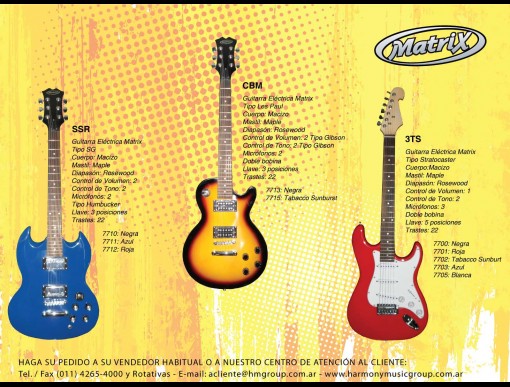 MatriX
CBM
Guitarra Eléctrica Matrix
Tipo Les Paul
Cuerpo: Macizo
Mastil: Maple
Diapasón: Rosewood
Control de Volumen: 2 Tipo Gibson
Control de Tono: 2 Tipo Gibson
Micrófonos: 2
Doble bobina
Llave: 3 posiciones
Trastes: 22
7713: Negra
7715: Tabacco Sunburst
SSR
Guitarra Eléctrica Matrix
Tipo SG
Cuerpo: Macizo
Mastil: Maple
Diapasón: Rosewood
Control de Volumen: 2
Control de Tono: 2
Micrófonos: 2
Tipo Humbucker
Llave: 3 posiciones
Trastes: 22
7710: Negra
7711: Azul
7712: Roja
3TS
Guitarra Eléctrica Matrix
Tipo Stratocaster
Cuerpo:Macizo
Mastil: Maple
Diapasón: Rosewood
Control de Volumen: 1
Control de Tono: 2
Micrófonos: 3
Doble bobina
Llave: 5 posiciones
Trastes: 22
7700: Negra
7701: Roja
7702: Tabacco Sunburt
7703: Azul
7705: Blanca
HAGA SU PEDIDO A SU VENDEDOR HABITUAL O A NUESTRO CENTRO DE ATENCIÓN AL CLIENTE:
Tel. / Fax (011) 4265-4000 y Rotativas - E-mail: acliente@hmgroup.com.ar - www.harmonymusicgroup.com.ar